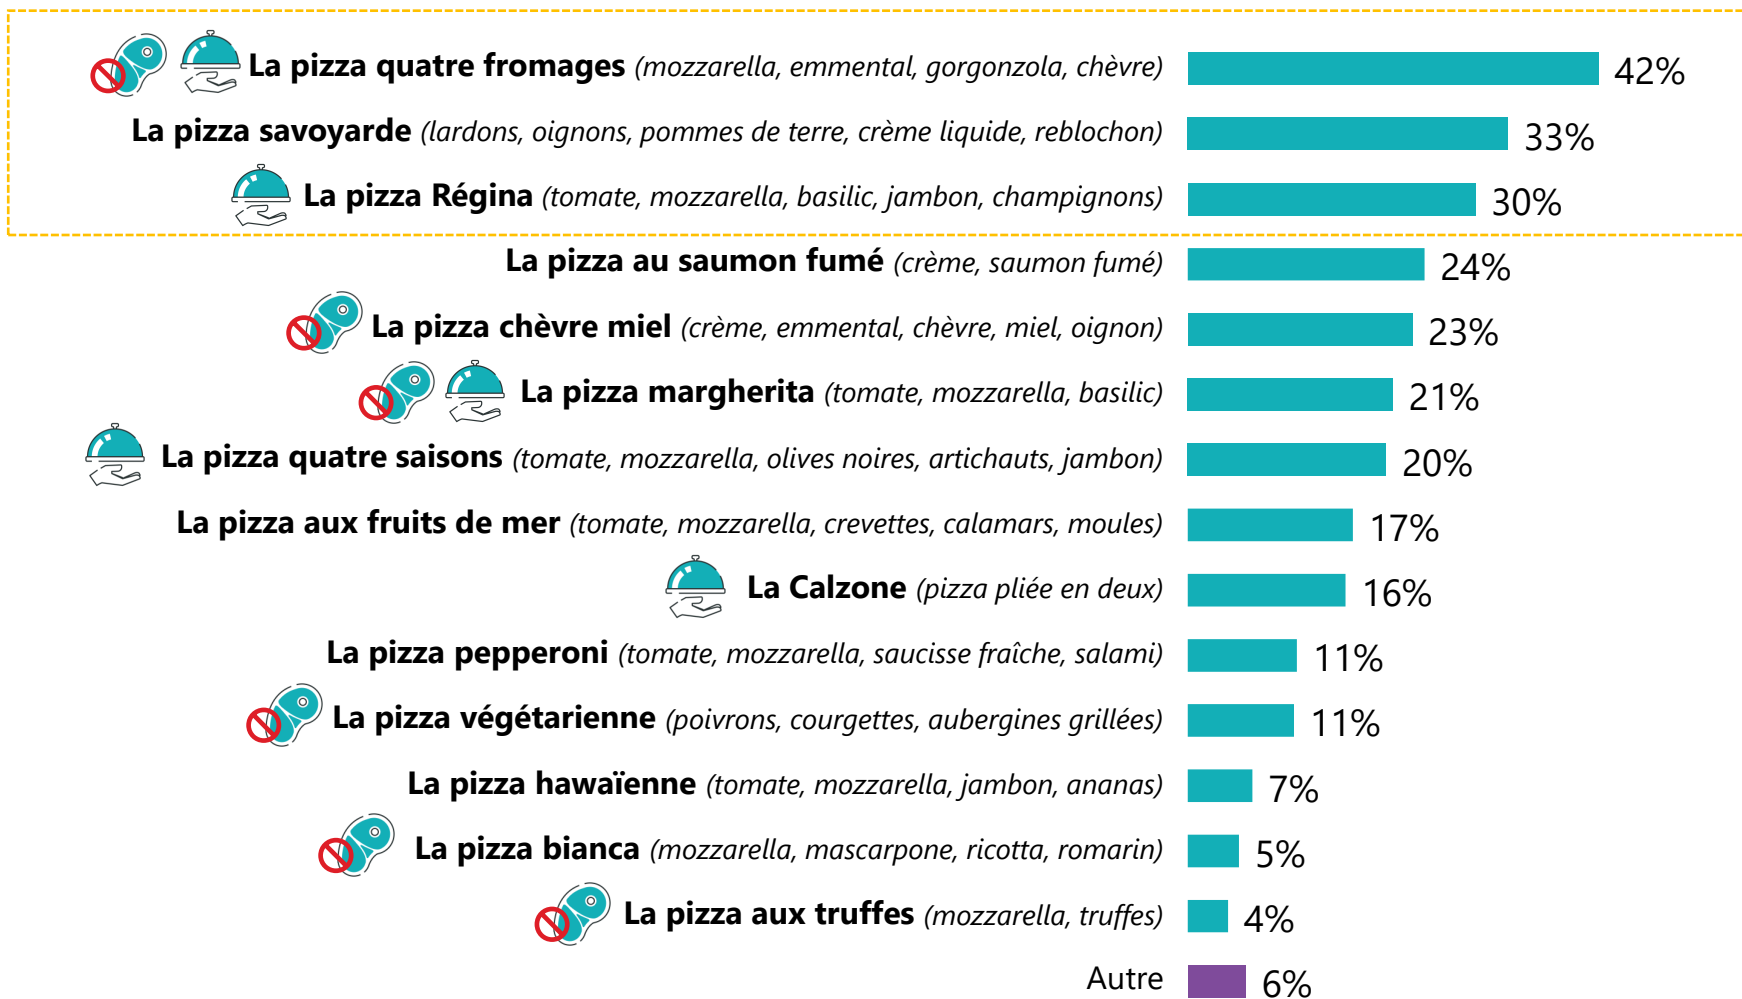 La pizza quatre fromages (mozzarella, emmental, gorgonzola, chèvre) 42%
La pizza savoyarde (lardons, oignons, pommes de terre, crème liquide, reblochon) 33%
La pizza Régina (tomate, mozzarella, basilic, jambon, champignons) 30%
La pizza au saumon fumé (crème, saumon fumé) 24%
La pizza chèvre miel (crème, emmental, chèvre, miel, oignon) 23%
La pizza margherita (tomate, mozzarella, basilic) 21%
La pizza quatre saisons (tomate, mozzarella, olives noires, artichauts, jambon) 20%
La pizza aux fruits de mer (tomate, mozzarella, crevettes, calamars, moules) 17%
La Calzone (pizza pliée en deux) 16%
La pizza pepperoni (tomate, mozzarella, saucisse fraîche, salami) 11%
La pizza végétarienne (poivrons, courgettes, aubergines grillées) 11%
La pizza hawaïenne (tomate, mozzarella, jambon, ananas) 7%
La pizza bianca (mozzarella, mascarpone, ricotta, romarin) 5%
La pizza aux truffes (mozzarella, truffes) 4%
Autre 6%